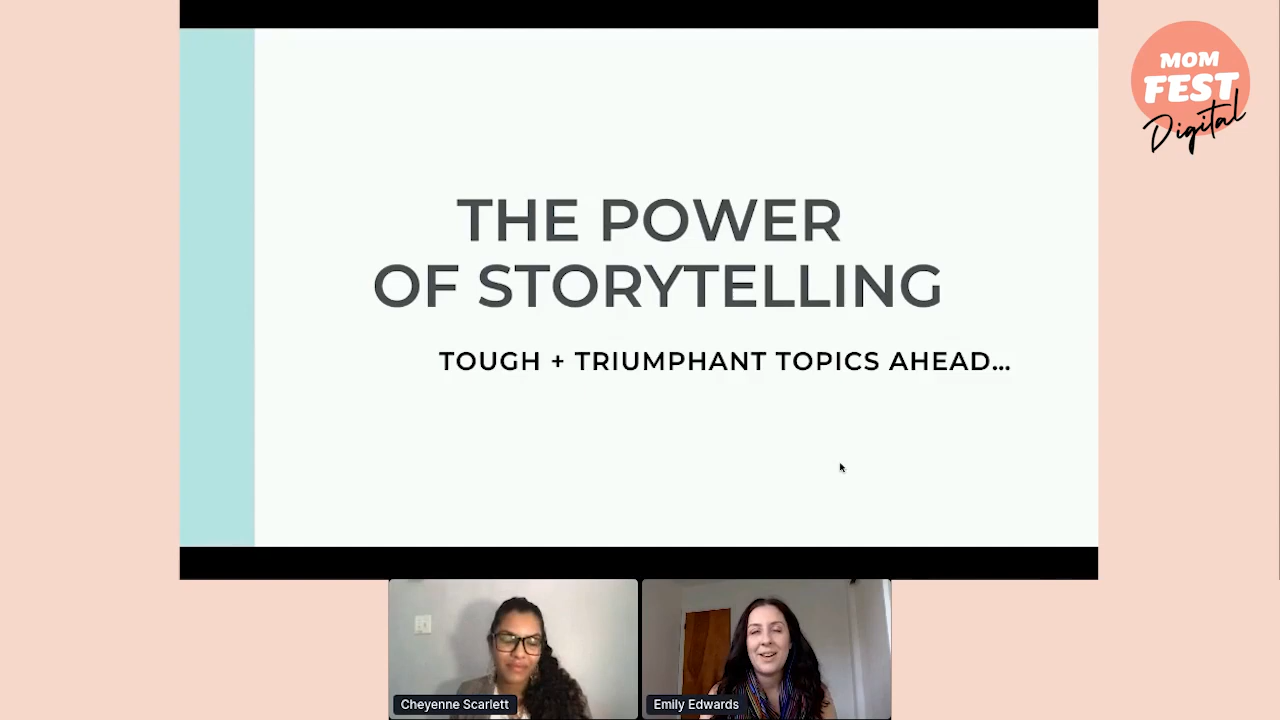 THE POWER
OF STORYTELLING
TOUGH + TRIUMPHANT TOPICS AHEAD...
MOM
FEST
Digital
Cheyenne Scarlett
Emily Edwards